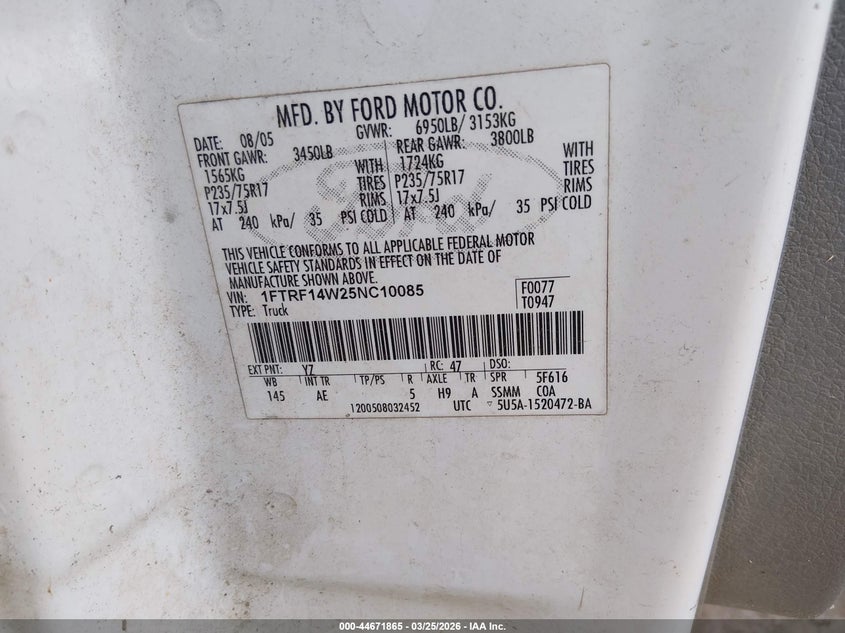 MFD. BY FORD MOTOR CO.
DATE: 08/05 GVWR: 6950LB/ 3153KG
FRONT GAWR: 3450LB REAR GAWR: 3800LB
1565KG WITH 1724KG WITH
P235/75R17 TIRES P235/75R17 TIRES
17x7.5J RIMS 17x7.5J RIMS
AT 240 kPa/ 35 PSI COLD AT 240 kPa/ 35 PSI COLD
Ford
THIS VEHICLE CONFORMS TO ALL APPLICABLE FEDERAL MOTOR
VEHICLE SAFETY STANDARDS IN EFFECT ON THE DATE OF
MANUFACTURE SHOWN ABOVE.
VIN: 1FTRF14W25NC10085 F0077
TYPE: Truck T0947
EXT PNT: YZ RC: 47 DSO:
WB INT TR TP/PS R AXLE TR SPR 5F616
145 AE 5 H9 A SSMM COA
1200508032452 UTC ▽ 5U5A-1520472-BA
000-44671865 - 03/25/2026 - IAA Inc.